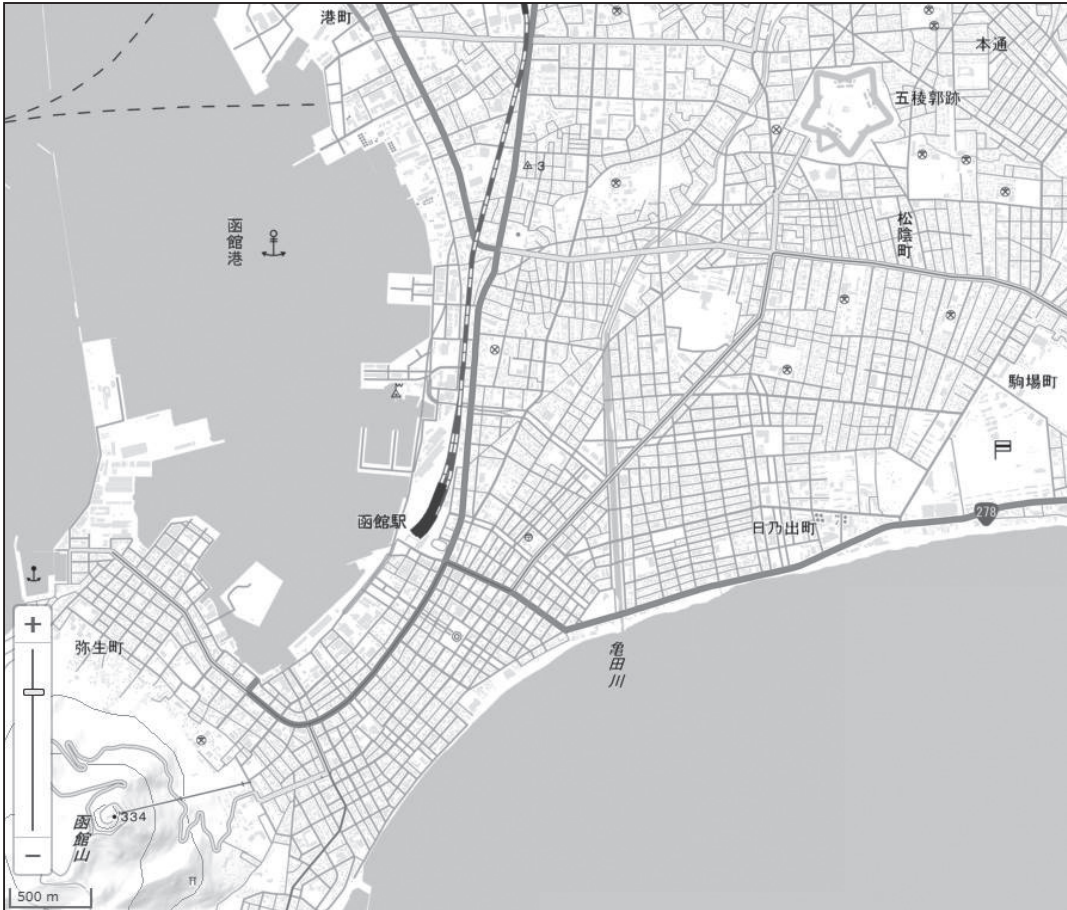 港町
本通
五稜郭跡
3
函館港
松陰町
駒場町
函館駅
278
日乃出町
+
弥生町
亀田川
334
函館山
−
500 m